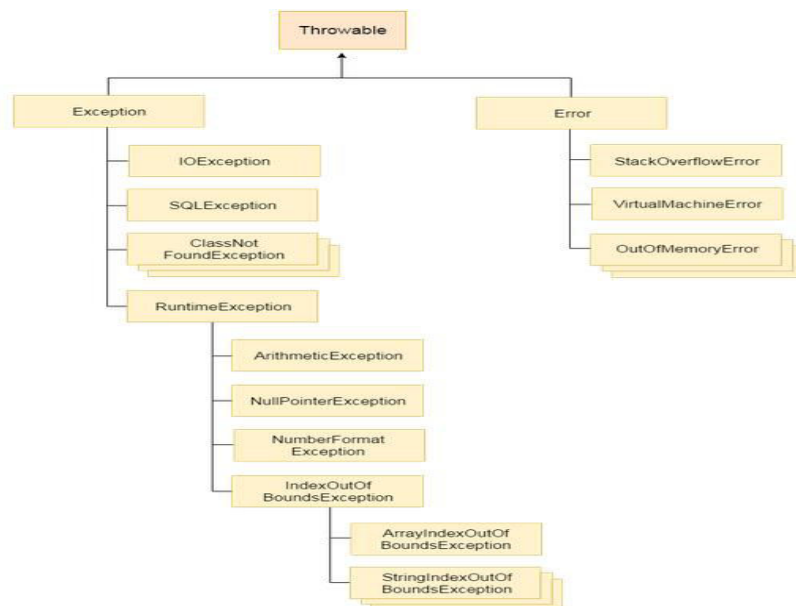 Throwable
Exception
Error
IOException
StackOverflowError
SQLException
VirtualMachineError
ClassNot
FoundException
OutOfMemoryError
RuntimeException
ArithmeticException
NullPointerException
NumberFormat
Exception
IndexOutOf
BoundsException
ArrayIndexOutOf
BoundsException
StringIndexOutOf
BoundsException